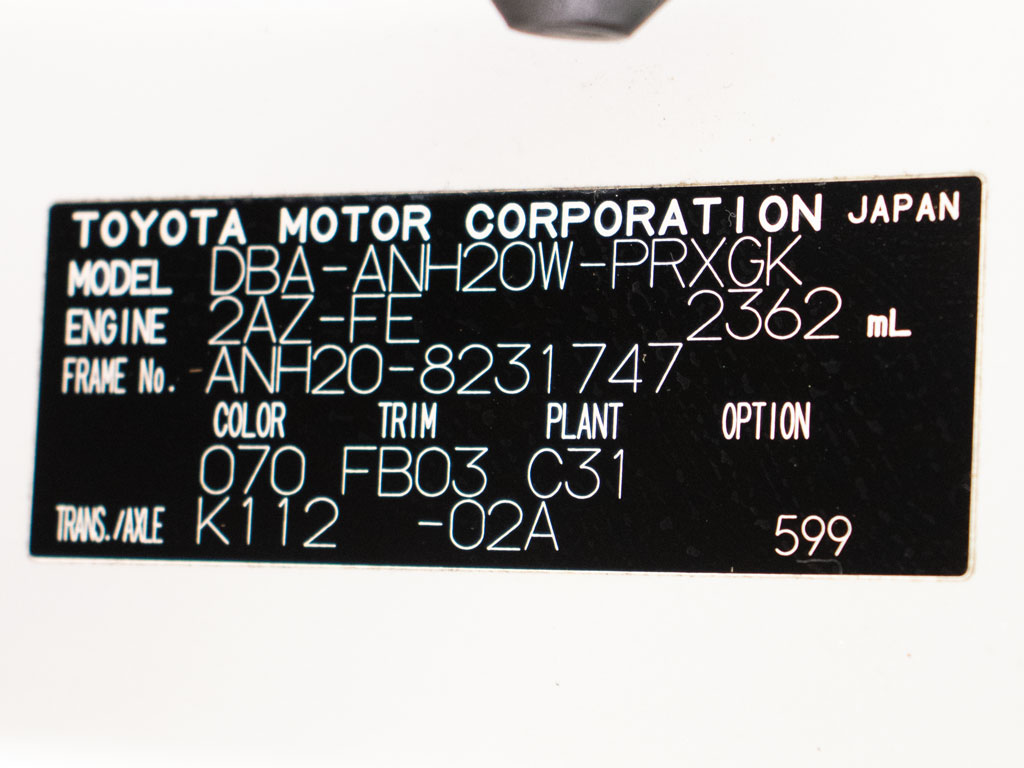 TOYOTA MOTOR CORPORATION JAPAN
MODEL DBA-ANH20W-PRXGK
ENGINE 2AZ-FE 2362 mL
FRAME No. ANH20-8231747
COLOR TRIM PLANT OPTION
070 FB03 C31
TRANS./AXLE K112 -02A 599